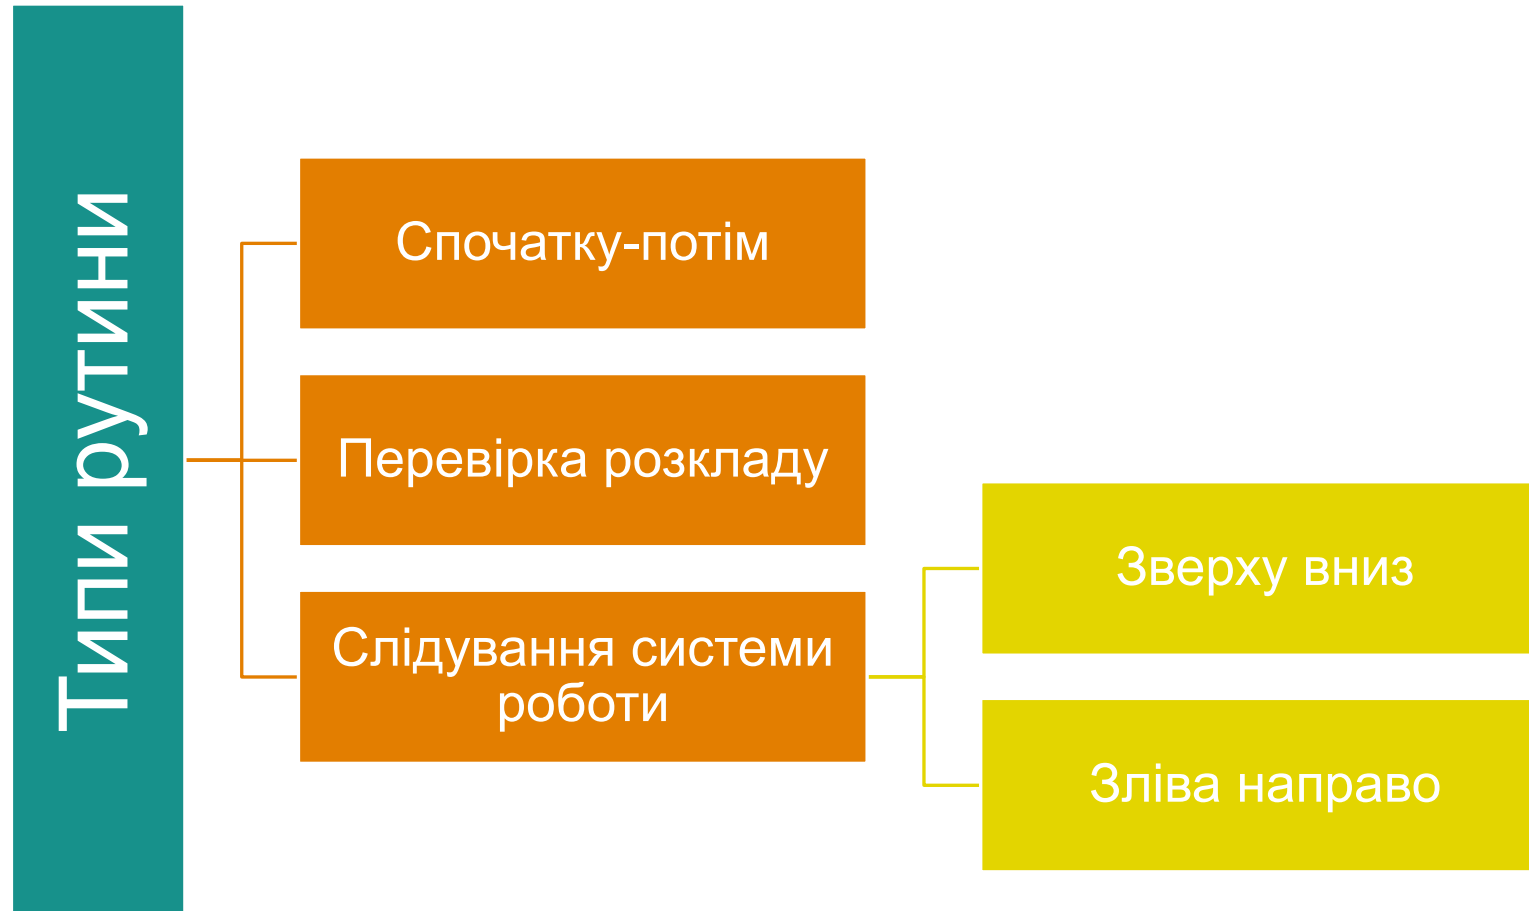 Типи рутини
Спочатку-потім
Перевірка розкладу
Слідування системи
роботи
Зверху вниз
Зліва направо